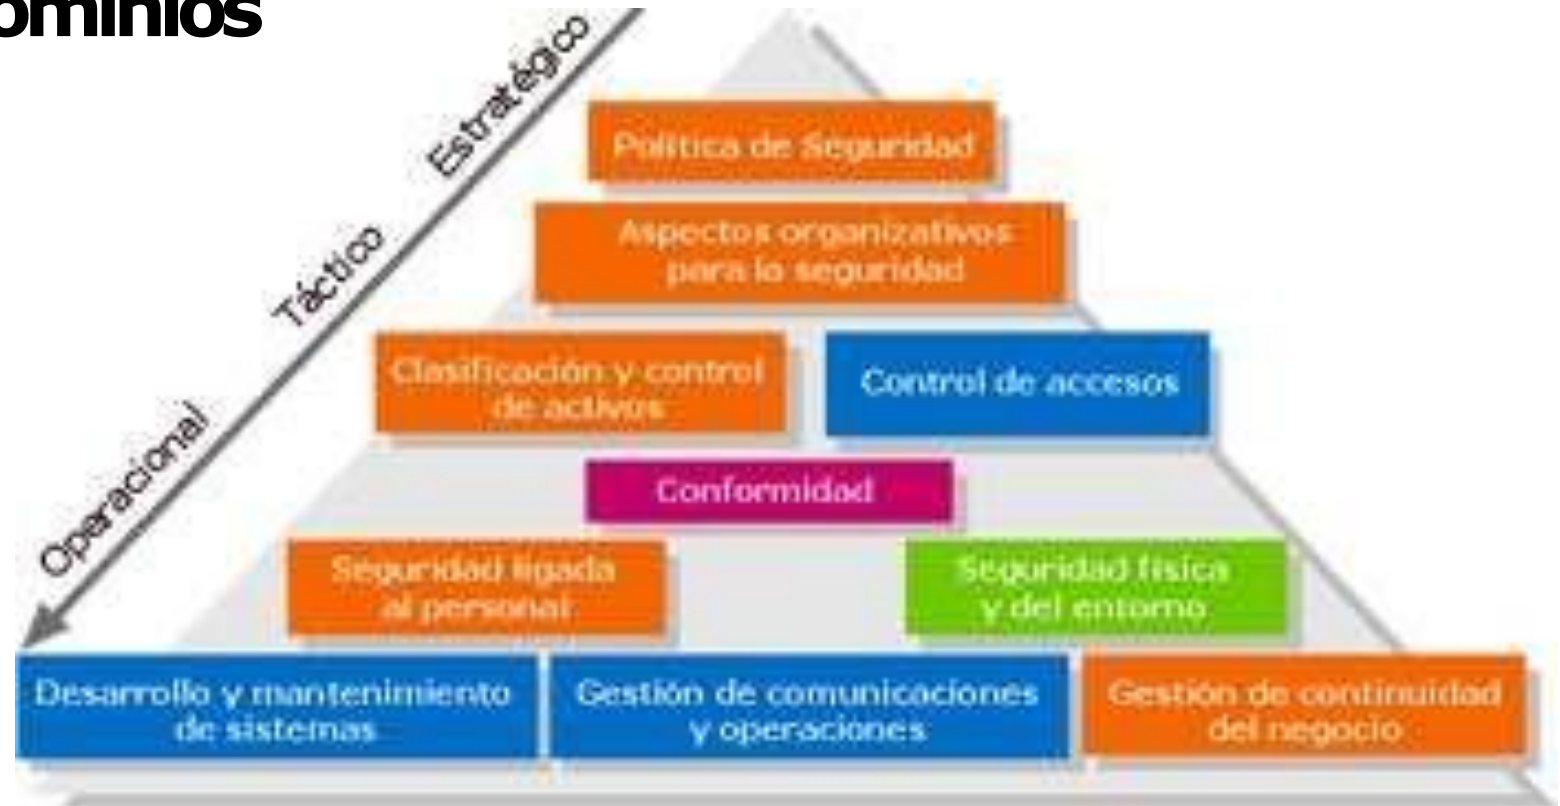 ominios
Estratégico
Política de Seguridad
Aspectos organizativos
para la seguridad
Táctico
Clasificación y control
de activos
Control de accesos
Operacional
Conformidad
Seguridad ligada
al personal
Seguridad física
y del entorno
Desarrollo y mantenimiento
de sistemas
Gestión de comunicaciones
y operaciones
Gestión de continuidad
del negocio